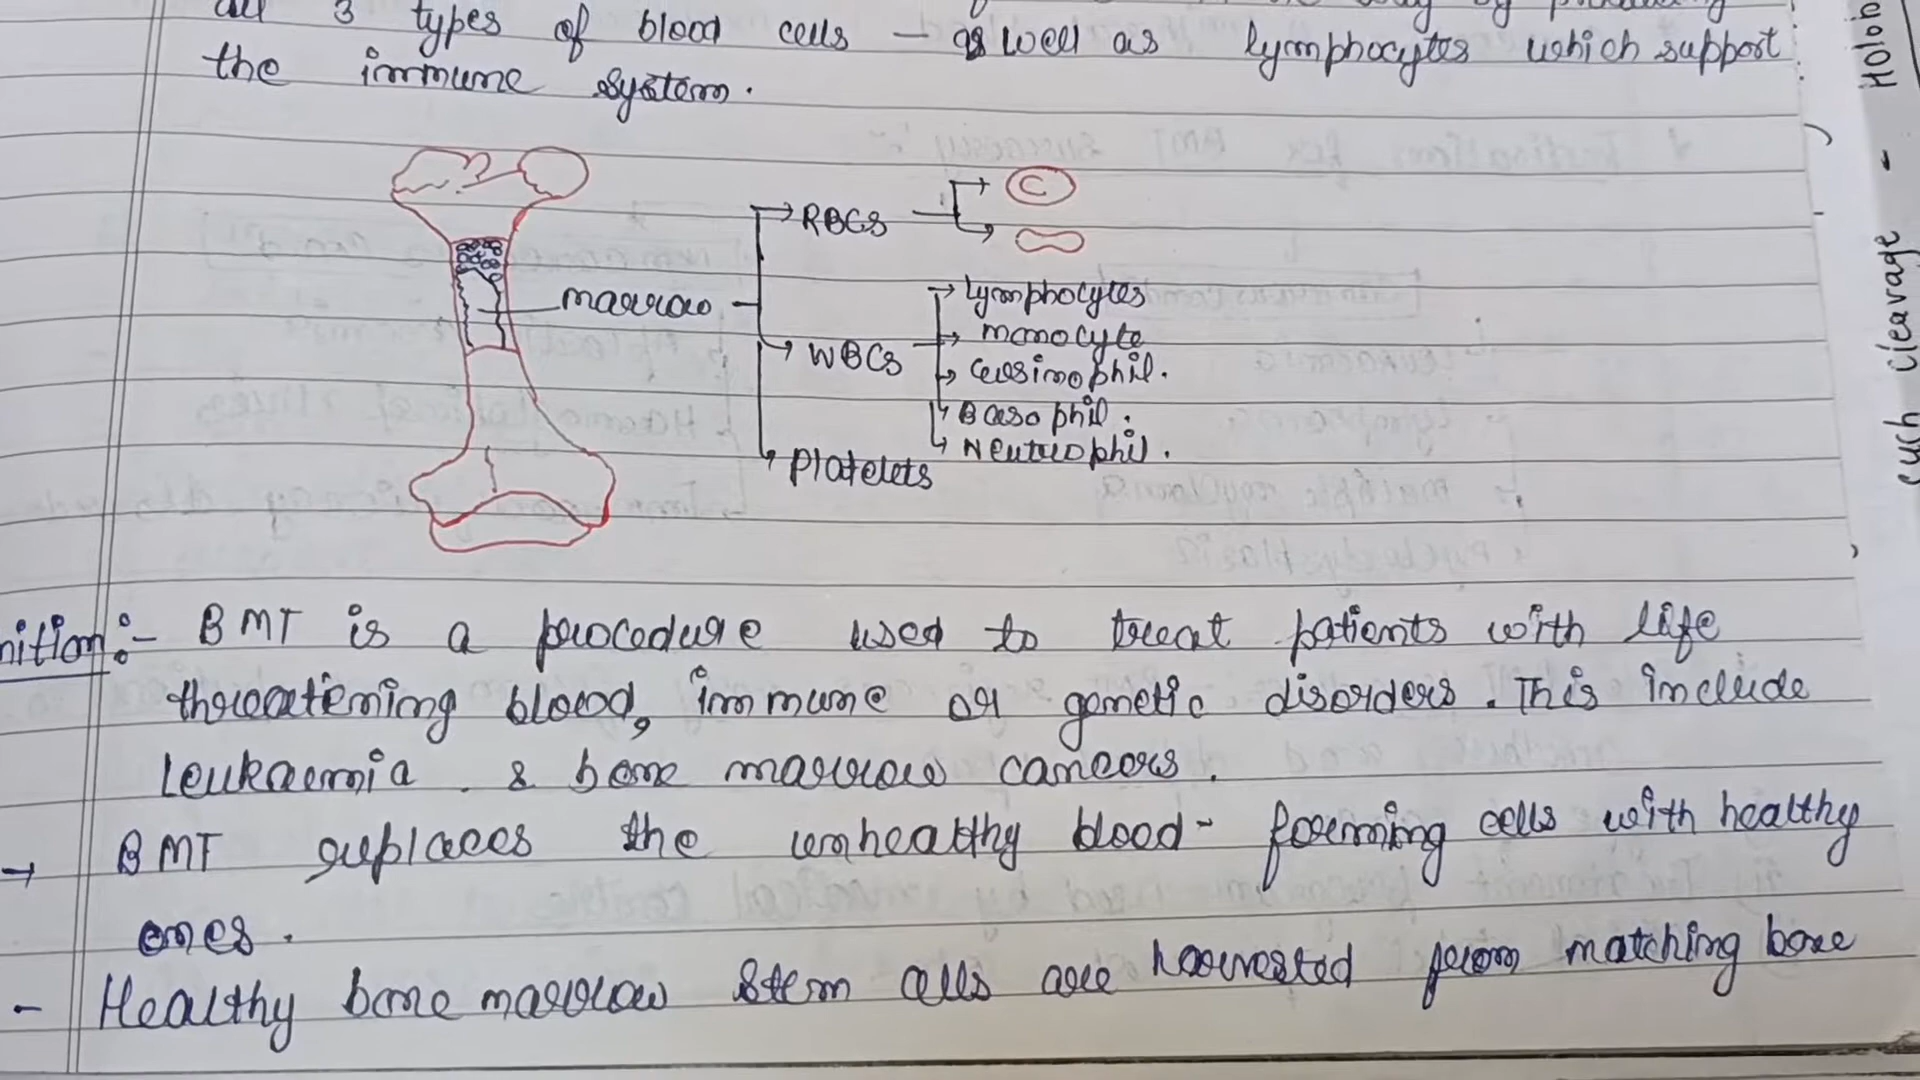 all 3 types of blood cells - as well as lymphocytes which support
the immune system.
marrow
RBCs
C
WBCs
Lymphocytes
monocyte
Eosinophil.
Basophil.
Neutrophil.
Platelets
nition:- BMT is a procedure used to treat patients with life
threatening blood, immune or genetic disorders. This include
Leukaemia & bone marrow cancers.
→ BMT replaces the unhealthy blood- forming cells with healthy
ones.
- Healthy bone marrow stem cells are harvested from matching bone
such cleavage - Holob